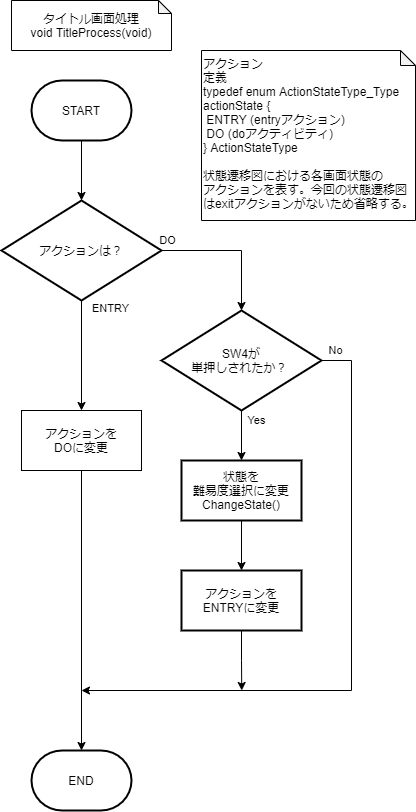 タイトル画面処理
void TitleProcess(void)
アクション
定義
typedef enum ActionStateType_Type
actionState {
ENTRY (entryアクション)
DO (doアクティビティ)
} ActionStateType
状態遷移図における各画面状態の
アクションを表す。今回の状態遷移図
はexitアクションがないため省略する。
START
アクションは？
DO
ENTRY
SW4が
単押しされたか？
No
Yes
アクションを
DOに変更
状態を
難易度選択に変更
ChangeState()
アクションを
ENTRYに変更
END